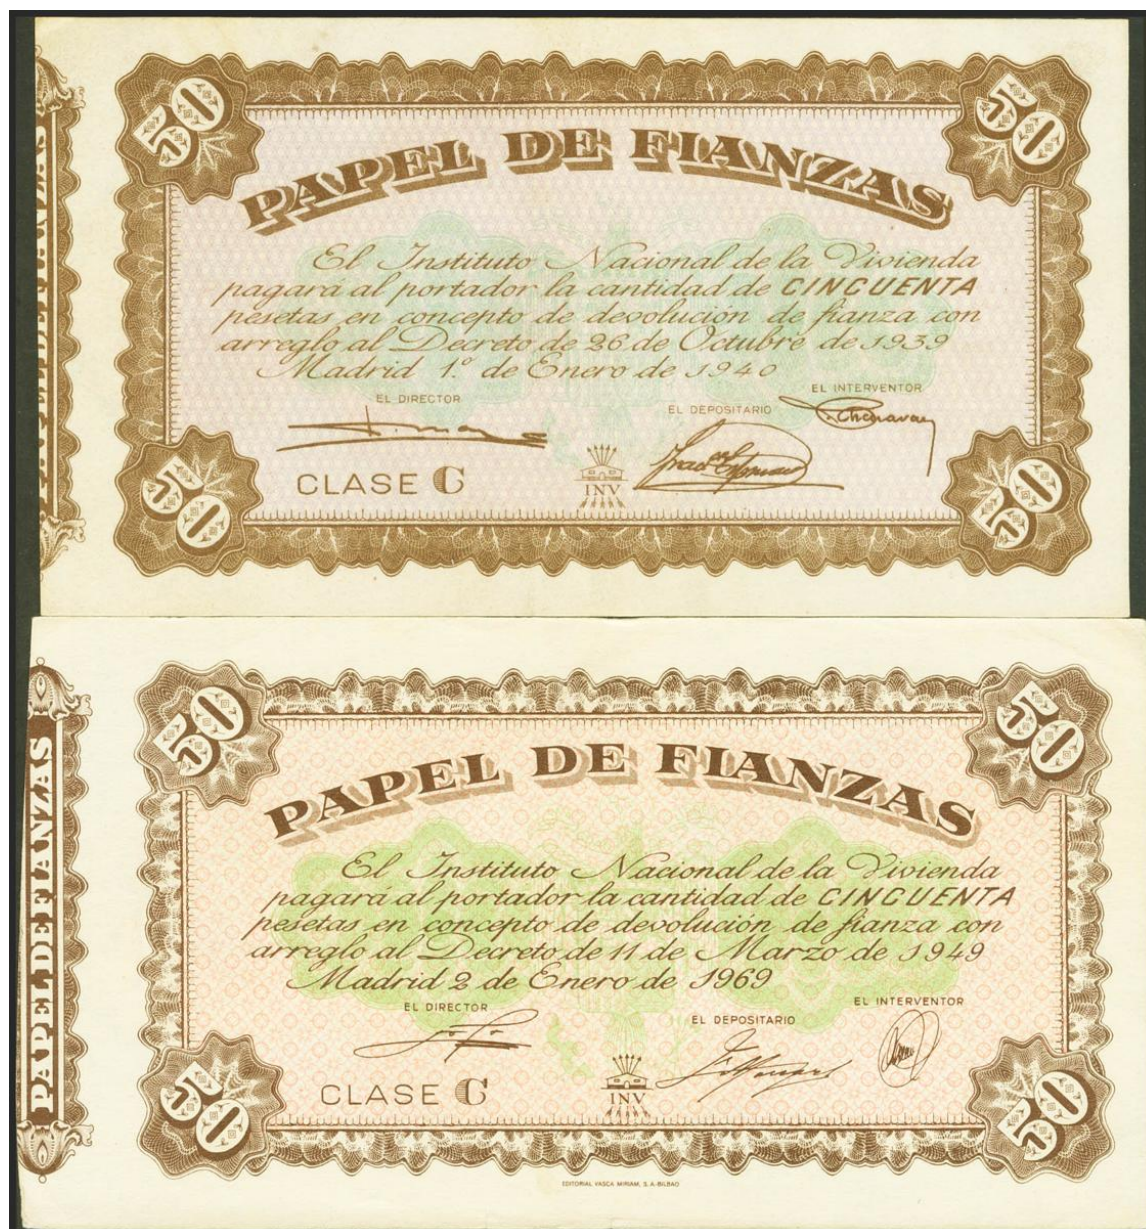 50
50
PAPEL DE FIANZAS
El Instituto Nacional de la Vivienda
pagará al portador la cantidad de CINCUENTA
pesetas en concepto de devolución de fianza con
arreglo al Decreto de 26 de Octubre de 1939
Madrid 1.º de Enero de 1940
EL DIRECTOR
EL DEPOSITARIO
EL INTERVENTOR
CLASE C
INV
50
50
PAPEL DE FIANZAS
50
50
PAPEL DE FIANZAS
El Instituto Nacional de la Vivienda
pagará al portador la cantidad de CINCUENTA
pesetas en concepto de devolución de fianza con
arreglo al Decreto de 11 de Marzo de 1949
Madrid 2 de Enero de 1969
EL DIRECTOR
EL DEPOSITARIO
EL INTERVENTOR
CLASE C
INV
50
50
EDITORIAL VASCA MIRIAM, S.A.-BILBAO